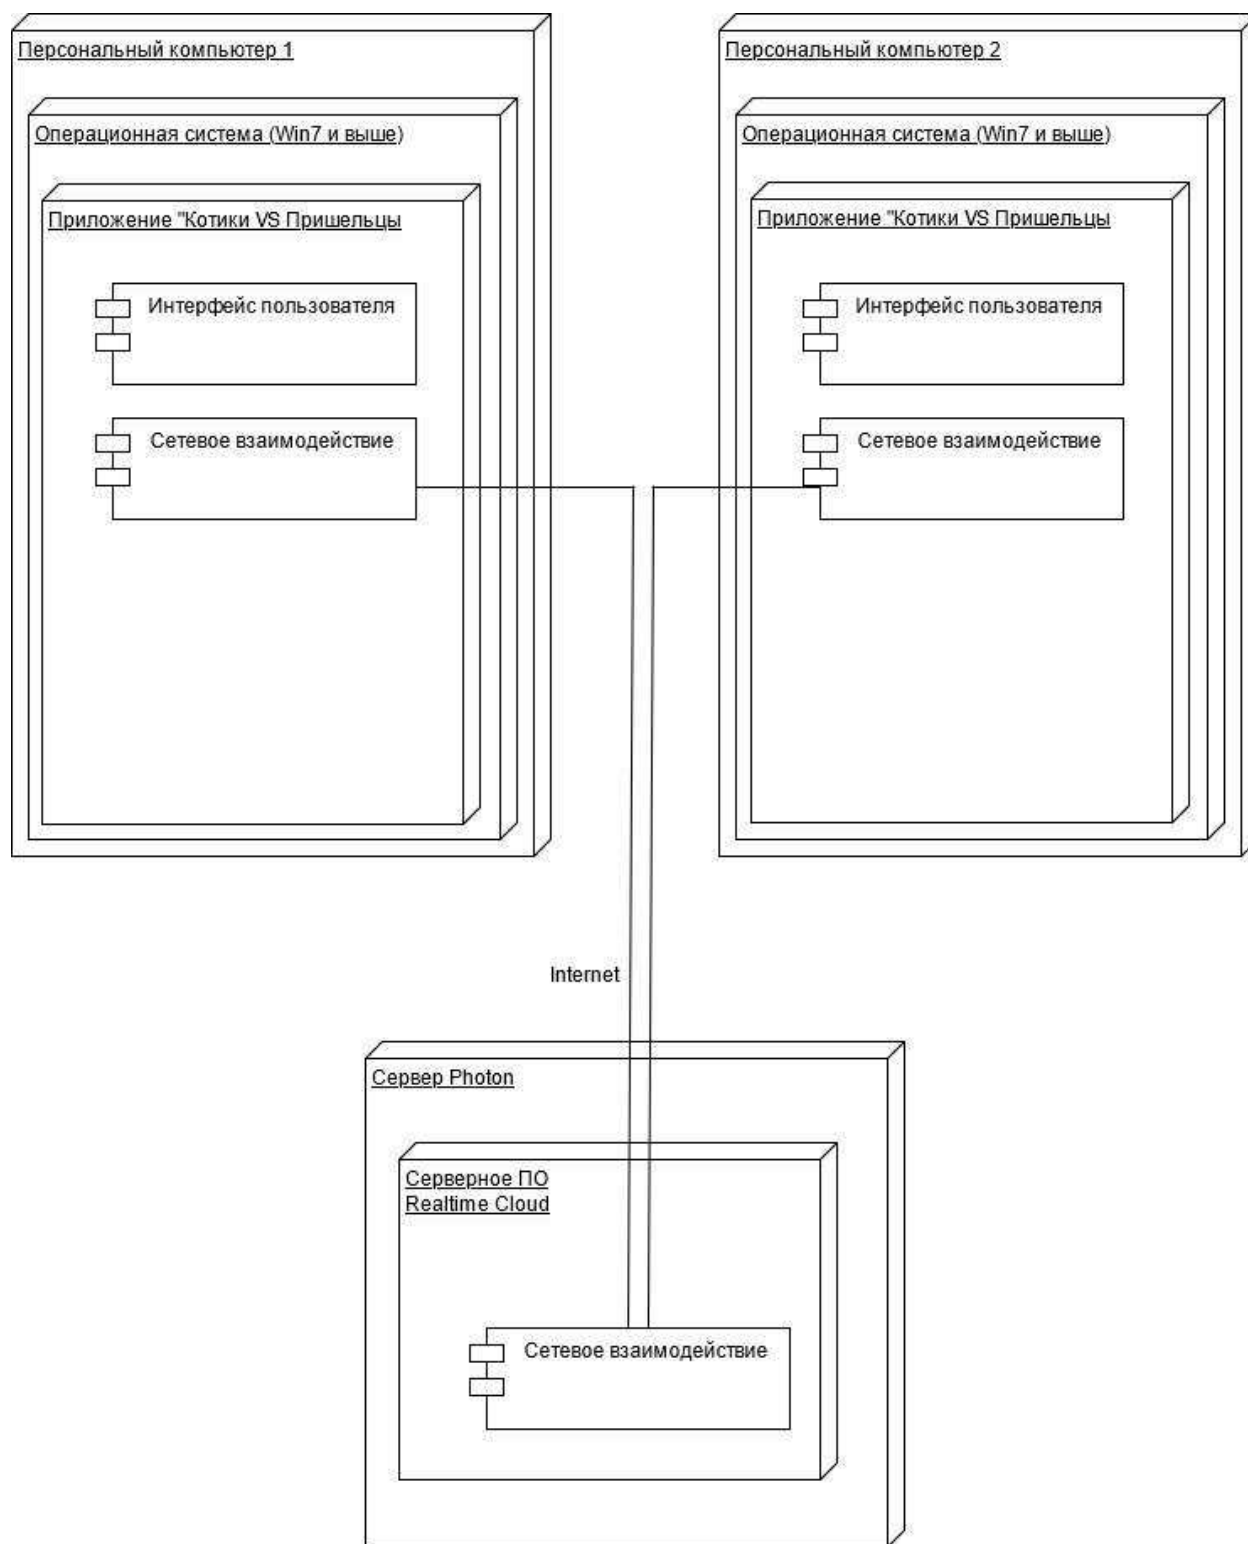 Персональный компьютер 1
Персональный компьютер 2
Операционная система (Win7 и выше)
Операционная система (Win7 и выше)
Приложение "Котики VS Пришельцы
Приложение "Котики VS Пришельцы
Интерфейс пользователя
Интерфейс пользователя
Сетевое взаимодействие
Сетевое взаимодействие
Internet
Сервер Photon
Серверное ПО
Realtime Cloud
Сетевое взаимодействие